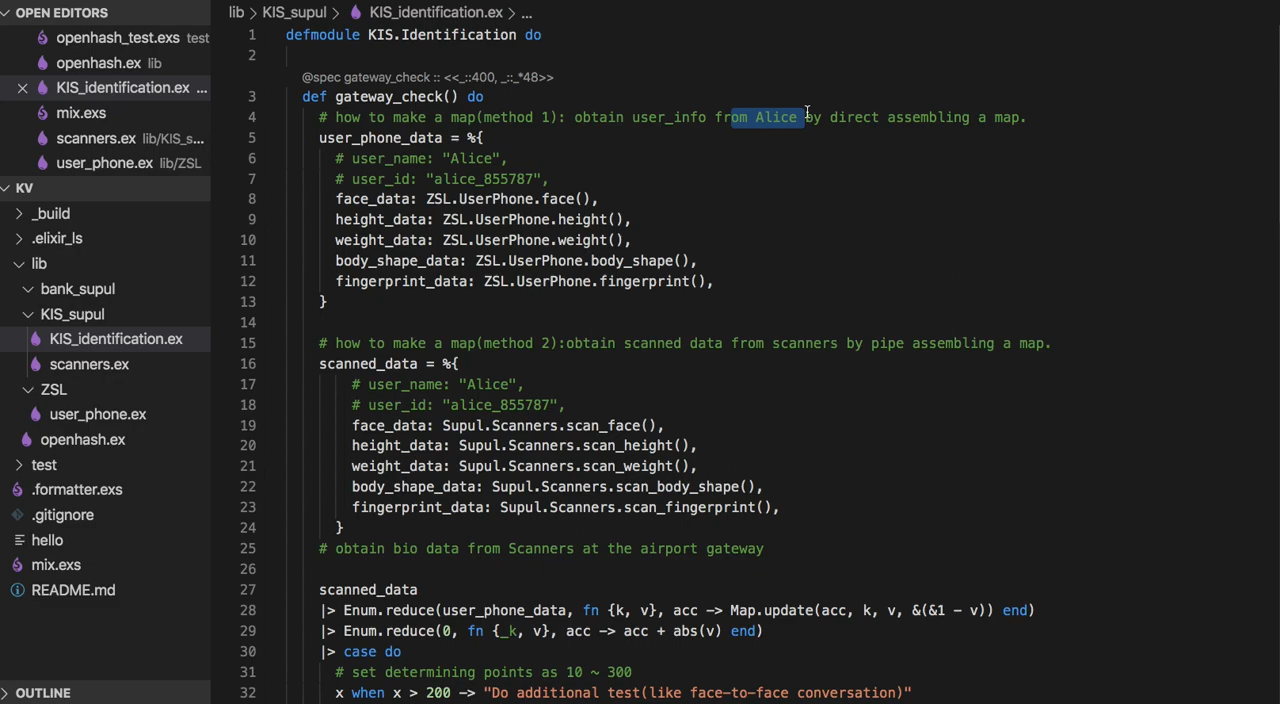 OPEN EDITORS
openhash_test.exs test
openhash.ex lib
KIS_identification.ex ...
mix.exs
scanners.ex lib/KIS_s...
user_phone.ex lib/ZSL
KV
_build
.elixir_ls
lib
bank_supul
KIS_supul
KIS_identification.ex
scanners.ex
ZSL
user_phone.ex
openhash.ex
test
.formatter.exs
.gitignore
hello
mix.exs
README.md
OUTLINE
lib > KIS_supul > KIS_identification.ex > ...
1 defmodule KIS.Identification do
2
@spec gateway_check :: <<_::400, _::_*48>>
3 def gateway_check() do
4 # how to make a map(method 1): obtain user_info from Alice by direct assembling a map.
5 user_phone_data = %{
6 # user_name: "Alice",
7 # user_id: "alice_855787",
8 face_data: ZSL.UserPhone.face(),
9 height_data: ZSL.UserPhone.height(),
10 weight_data: ZSL.UserPhone.weight(),
11 body_shape_data: ZSL.UserPhone.body_shape(),
12 fingerprint_data: ZSL.UserPhone.fingerprint(),
13 }
14
15 # how to make a map(method 2):obtain scanned data from scanners by pipe assembling a map.
16 scanned_data = %{
17 # user_name: "Alice",
18 # user_id: "alice_855787",
19 face_data: Supul.Scanners.scan_face(),
20 height_data: Supul.Scanners.scan_height(),
21 weight_data: Supul.Scanners.scan_weight(),
22 body_shape_data: Supul.Scanners.scan_body_shape(),
23 fingerprint_data: Supul.Scanners.scan_fingerprint(),
24 }
25 # obtain bio data from Scanners at the airport gateway
26
27 scanned_data
28 |> Enum.reduce(user_phone_data, fn {k, v}, acc -> Map.update(acc, k, v, &(&1 - v)) end)
29 |> Enum.reduce(0, fn {_k, v}, acc -> acc + abs(v) end)
30 |> case do
31 # set determining points as 10 ~ 300
32 x when x > 200 -> "Do additional test(like face-to-face conversation)"